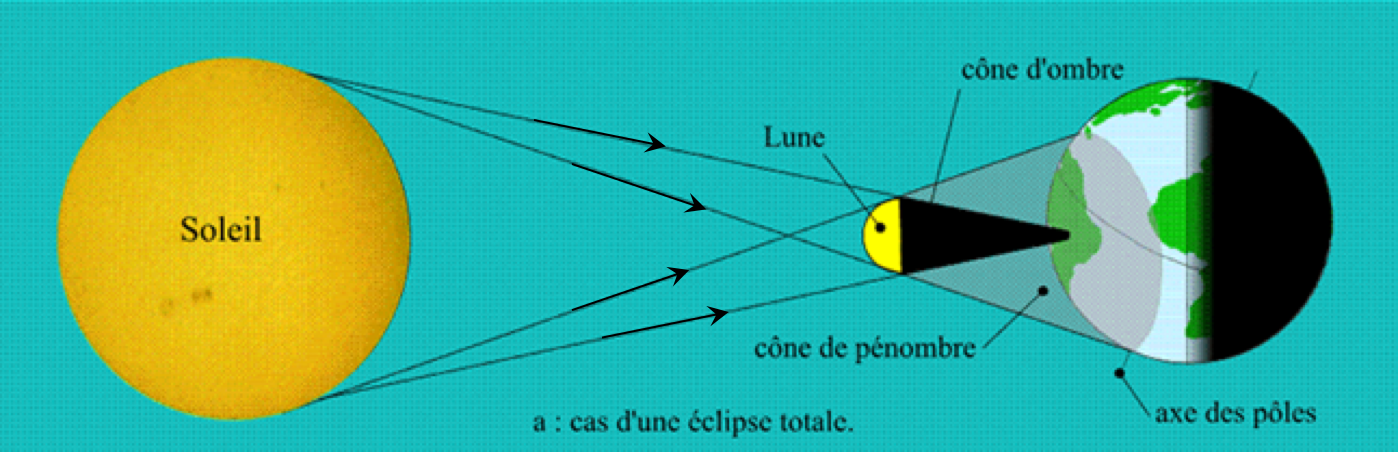 cône d'ombre
Lune
Soleil
cône de pénombre
axe des pôles
a : cas d'une éclipse totale.